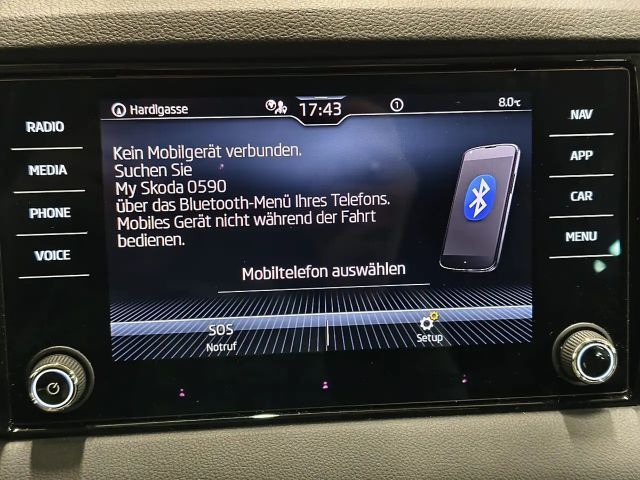 Hardlgasse 17:43 1 8.0°C
RADIO
MEDIA
PHONE
VOICE
Kein Mobilgerät verbunden.
Suchen Sie
My Skoda 0590
über das Bluetooth-Menü Ihres Telefons.
Mobiles Gerät nicht während der Fahrt
bedienen.
Mobiltelefon auswählen
SOS
Notruf
Setup
NAV
APP
CAR
MENU